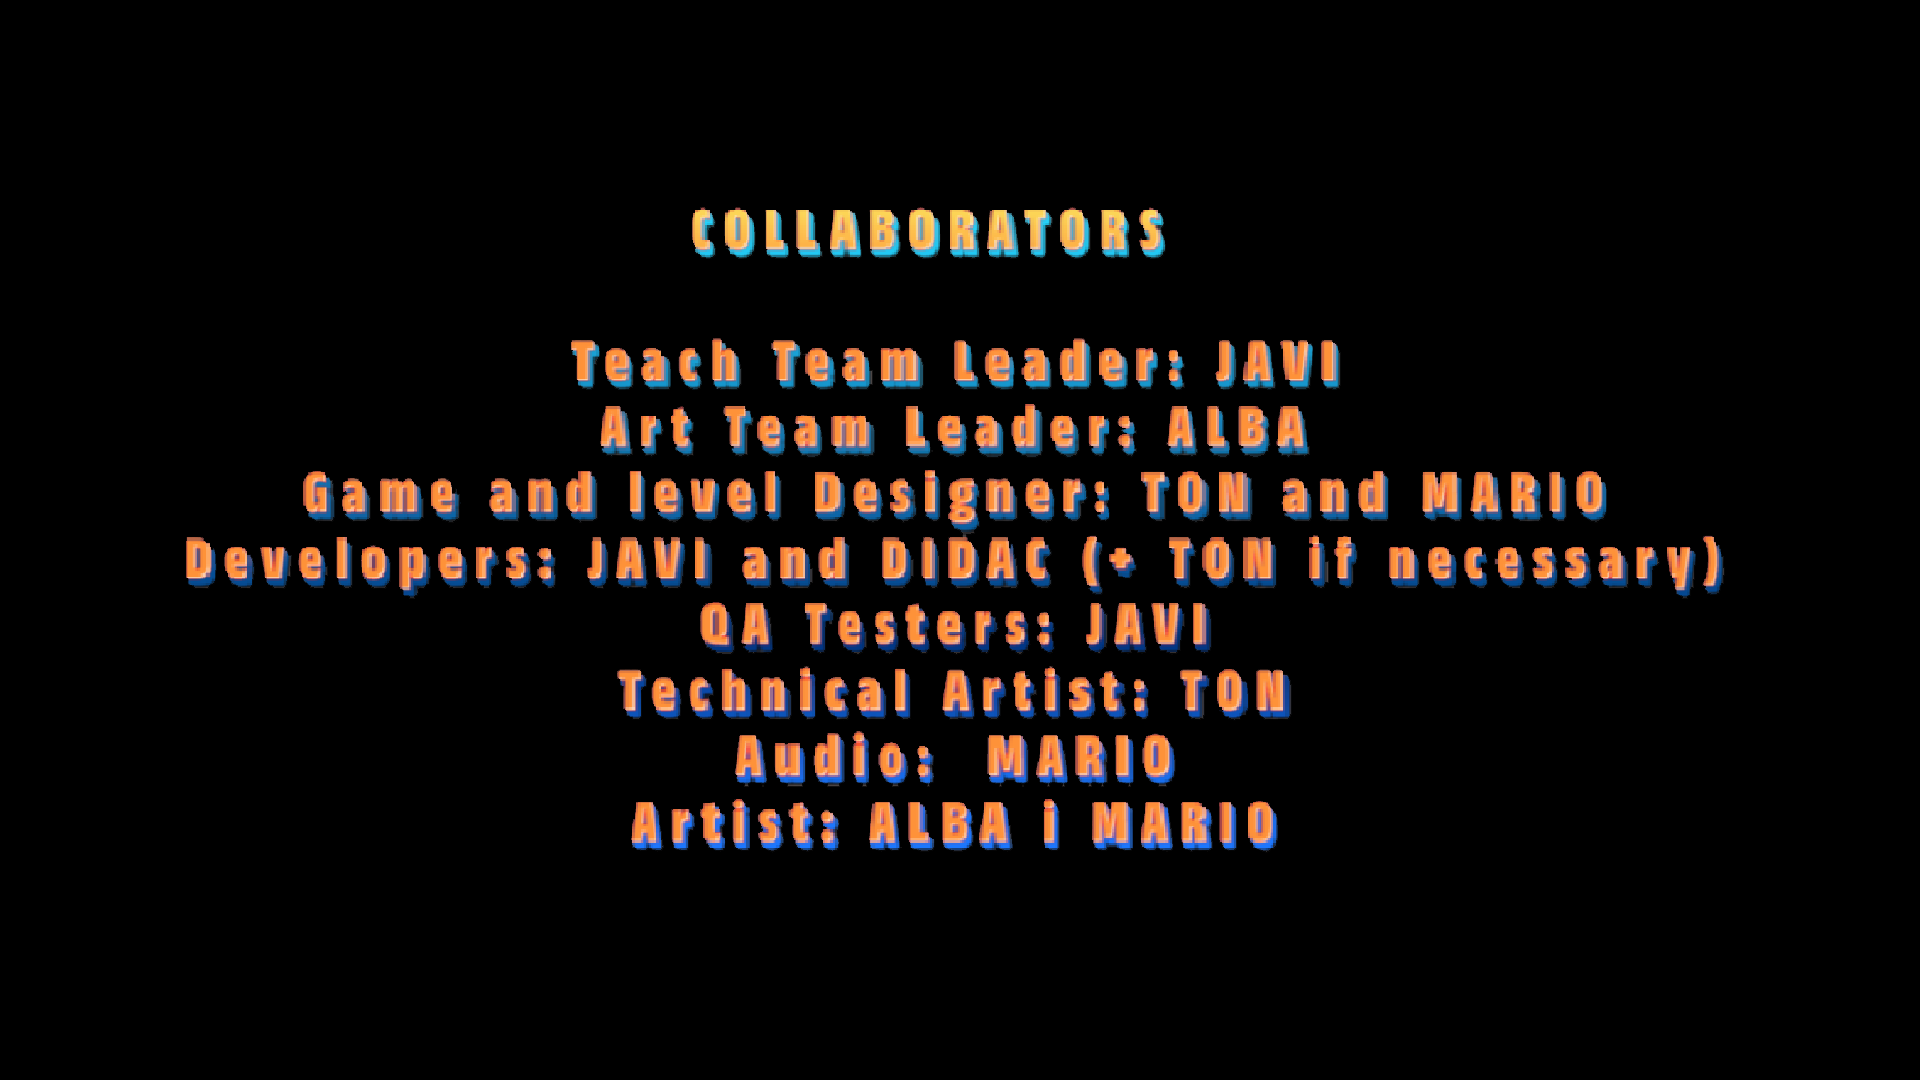 COLLABORATORS
Teach Team Leader: JAVI
Art Team Leader: ALBA
Game and level Designer: TON and MARIO
Developers: JAVI and DIDAC (+ TON if necessary)
QA Testers: JAVI
Technical Artist: TON
Audio:  MARIO
Artist: ALBA i MARIO